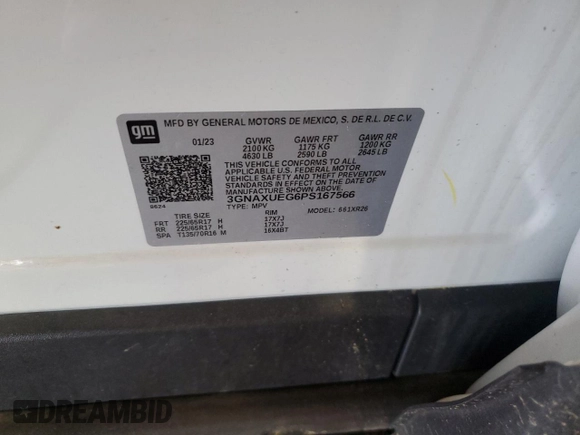 gm
MFD BY GENERAL MOTORS DE MEXICO, S. DE R.L. DE C.V.
01/23 GVWR GAWR FRT GAWR RR
2100 KG 1175 KG 1200 KG
4630 LB 2590 LB 2645 LB
THIS VEHICLE CONFORMS TO ALL
APPLICABLE U.S. FEDERAL MOTOR
VEHICLE SAFETY AND THEFT PREVENTION
STANDARDS IN EFFECT ON THE DATE OF
MANUFACTURE SHOWN ABOVE.
3GNAXUEG6PS167566
TYPE: MPV MODEL: 661XR26
TIRE SIZE RIM
FRT 225/65R17 H 17X7J
RR 225/65R17 H 17X7J
SPA T135/70R16 M 16X4BT
DREAMBID